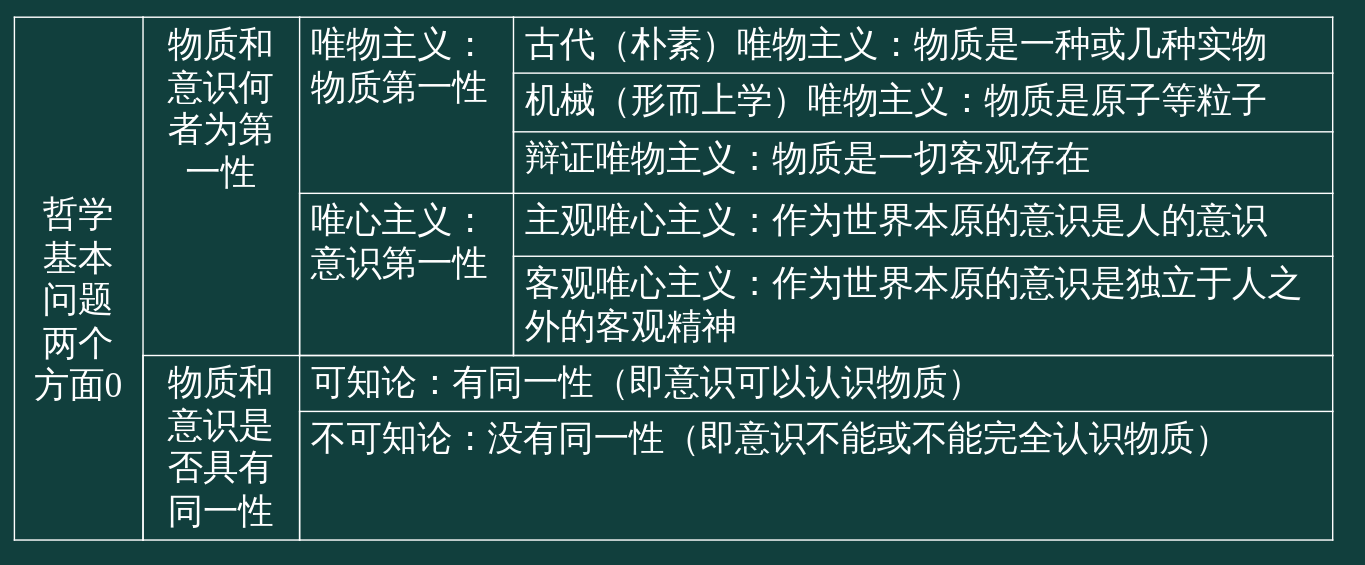 哲学
基本
问题
两个
方面0
物质和
意识何
者为第
一性
唯物主义：
物质第一性
古代（朴素）唯物主义：物质是一种或几种实物
机械（形而上学）唯物主义：物质是原子等粒子
辩证唯物主义：物质是一切客观存在
唯心主义：
意识第一性
主观唯心主义：作为世界本原的意识是人的意识
客观唯心主义：作为世界本原的意识是独立于人之
外的客观精神
物质和
意识是
否具有
同一性
可知论：有同一性（即意识可以认识物质）
不可知论：没有同一性（即意识不能或不能完全认识物质）